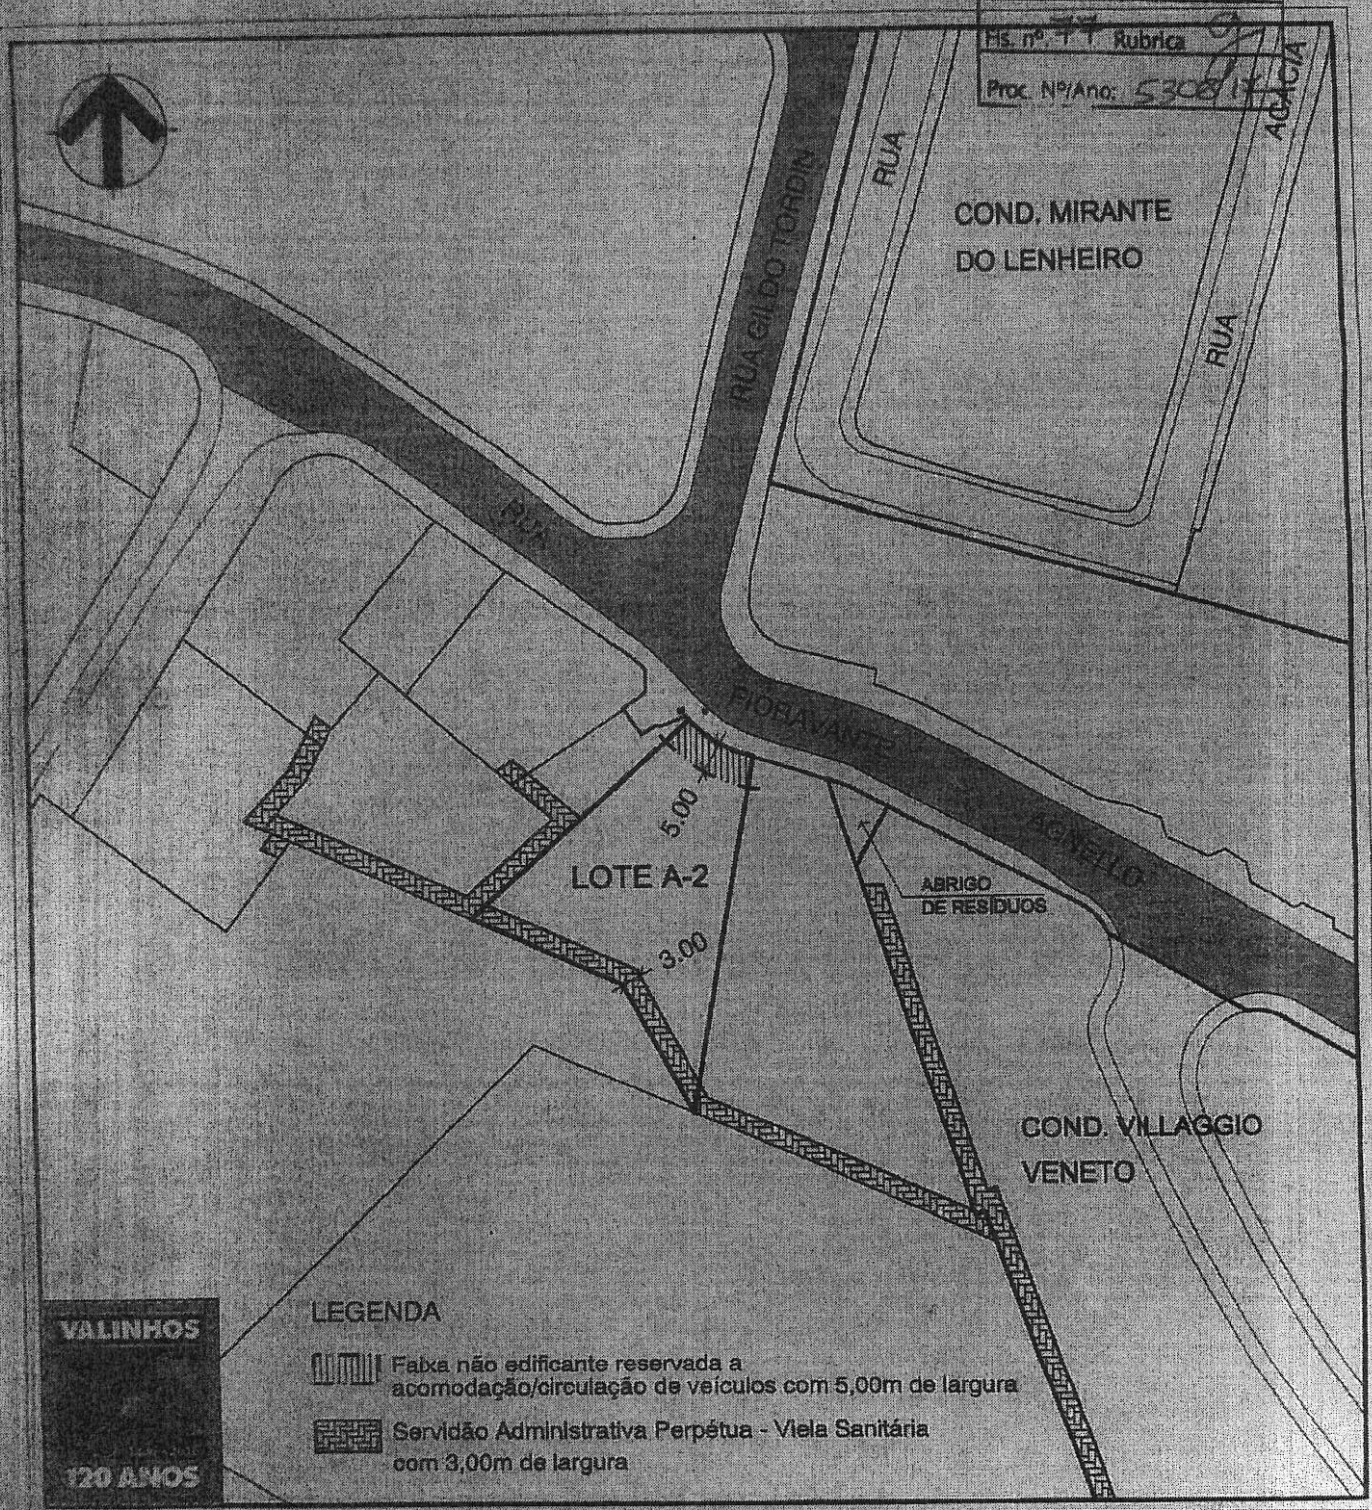 Fls. nº. 77 Rubrica
Proc. Nº/Ano: 5308/17
RUA
ACÁCIA
COND. MIRANTE
DO LENHEIRO
RUA GILDO TORDIN
RUA
RUA
FIORAVANTE
AGNELLO
5.00
LOTE A-2
ABRIGO
DE RESÍDUOS
3.00
COND. VILLAGGIO
VENETO
LEGENDA
Faixa não edificante reservada a
acomodação/circulação de veículos com 5,00m de largura
Servidão Administrativa Perpétua - Viela Sanitária
com 3,00m de largura
VALINHOS
120 ANOS